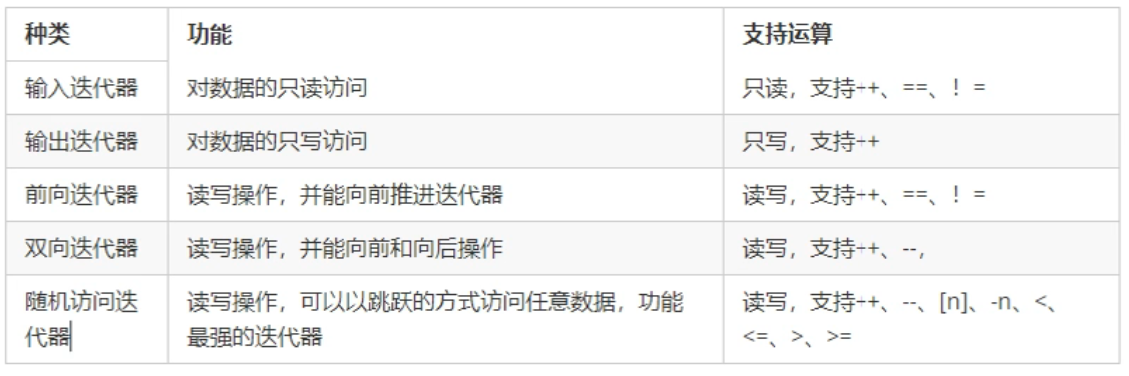 种类 功能 支持运算
输入迭代器 对数据的只读访问 只读，支持++、==、！=
输出迭代器 对数据的只写访问 只写，支持++
前向迭代器 读写操作，并能向前推进迭代器 读写，支持++、==、！=
双向迭代器 读写操作，并能向前和向后操作 读写，支持++、--，
随机访问迭 读写操作，可以以跳跃的方式访问任意数据，功能 读写，支持++、--、[n]、-n、<、
代器 最强的迭代器 <=、>、>=